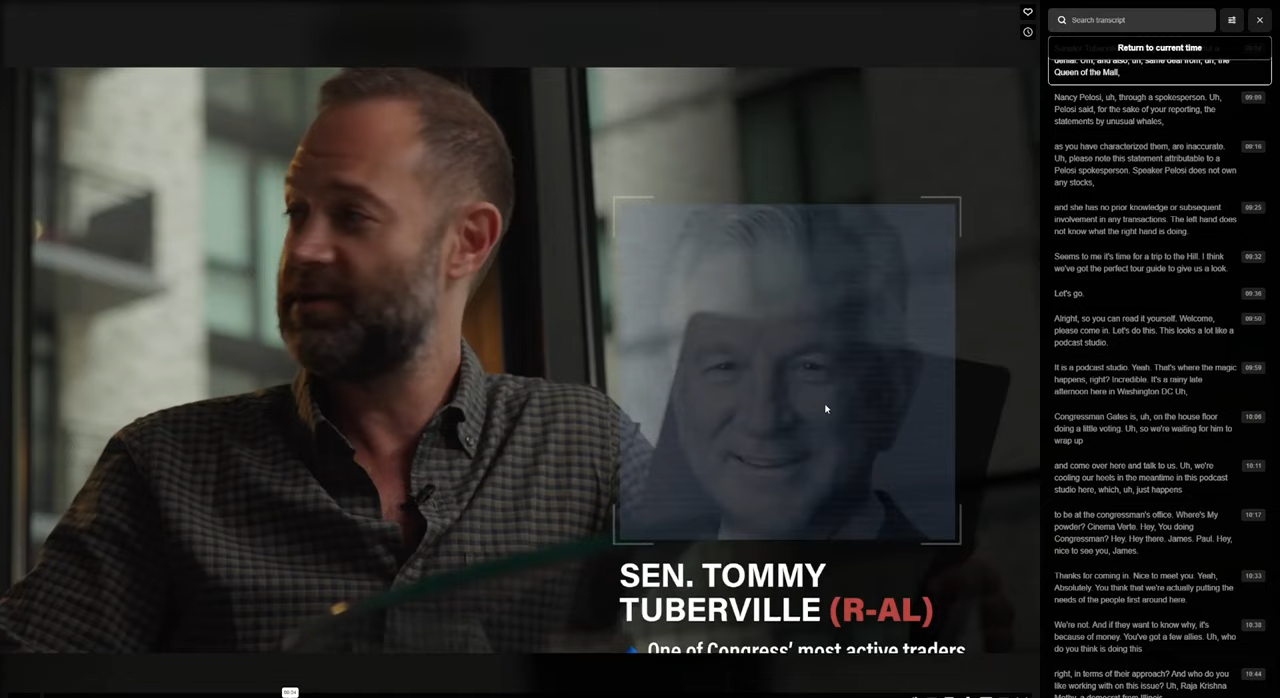 SEN. TOMMY
TUBERVILLE (R-AL)
One of Congress' most active traders
Search transcript
Return to current time
denial. Um, and also, uh, same deal from, uh, the
Queen of the Mall,
Nancy Pelosi, uh, through a spokesperson. Uh,
09:09
Pelosi said, for the sake of your reporting, the
statements by unusual whales,
as you have characterized them, are inaccurate.
09:16
Uh, please note this statement attributable to a
Pelosi spokesperson. Speaker Pelosi does not own
any stocks,
and she has no prior knowledge or subsequent
09:25
involvement in any transactions. The left hand does
not know what the right hand is doing.
Seems to me it's time for a trip to the Hill. I think
09:32
we've got the perfect tour guide to give us a look.
Let's go.
09:36
Alright, so you can read it yourself. Welcome,
09:50
please come in. Let's do this. This looks a lot like a
podcast studio.
It is a podcast studio. Yeah. That's where the magic
09:59
happens, right? Incredible. It's a rainy late
afternoon here in Washington DC Uh,
Congressman Gates is, uh, on the house floor
10:08
doing a little voting. Uh, so we're waiting for him to
wrap up
and come over here and talk to us. Uh, we're
10:11
cooling our heels in the meantime in this podcast
studio here, which, uh, just happens
to be at the congressman's office. Where's My
10:17
powder? Cinema Verte. Hey, You doing
Congressman? Hey. Hey there. James. Paul. Hey,
nice to see you, James.
Thanks for coming in. Nice to meet you. Yeah,
10:33
Absolutely. You think that we're actually putting the
needs of the people first around here.
We're not. And if they want to know why, it's
10:38
because of money. You've got a few allies. Uh, who
do you think is doing this
right, in terms of their approach? And who do you
10:44
like working with on this issue? Uh, Raja Krishna